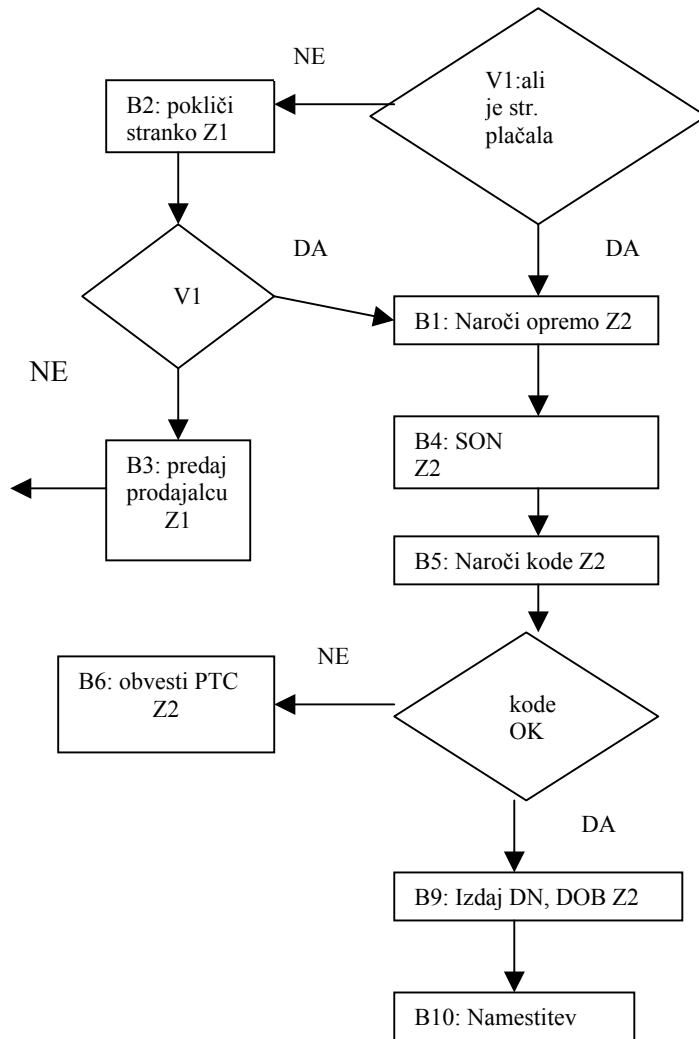 NE
V1:ali
je str.
plačala
B2: pokliči
stranko Z1
DA
DA
V1
B1: Naroči opremo Z2
NE
B4: SON
Z2
B3: predaj
prodajalcu
Z1
B5: Naroči kode Z2
NE
B6: obvesti PTC
Z2
kode
OK
DA
B9: Izdaj DN, DOB Z2
B10: Namestitev